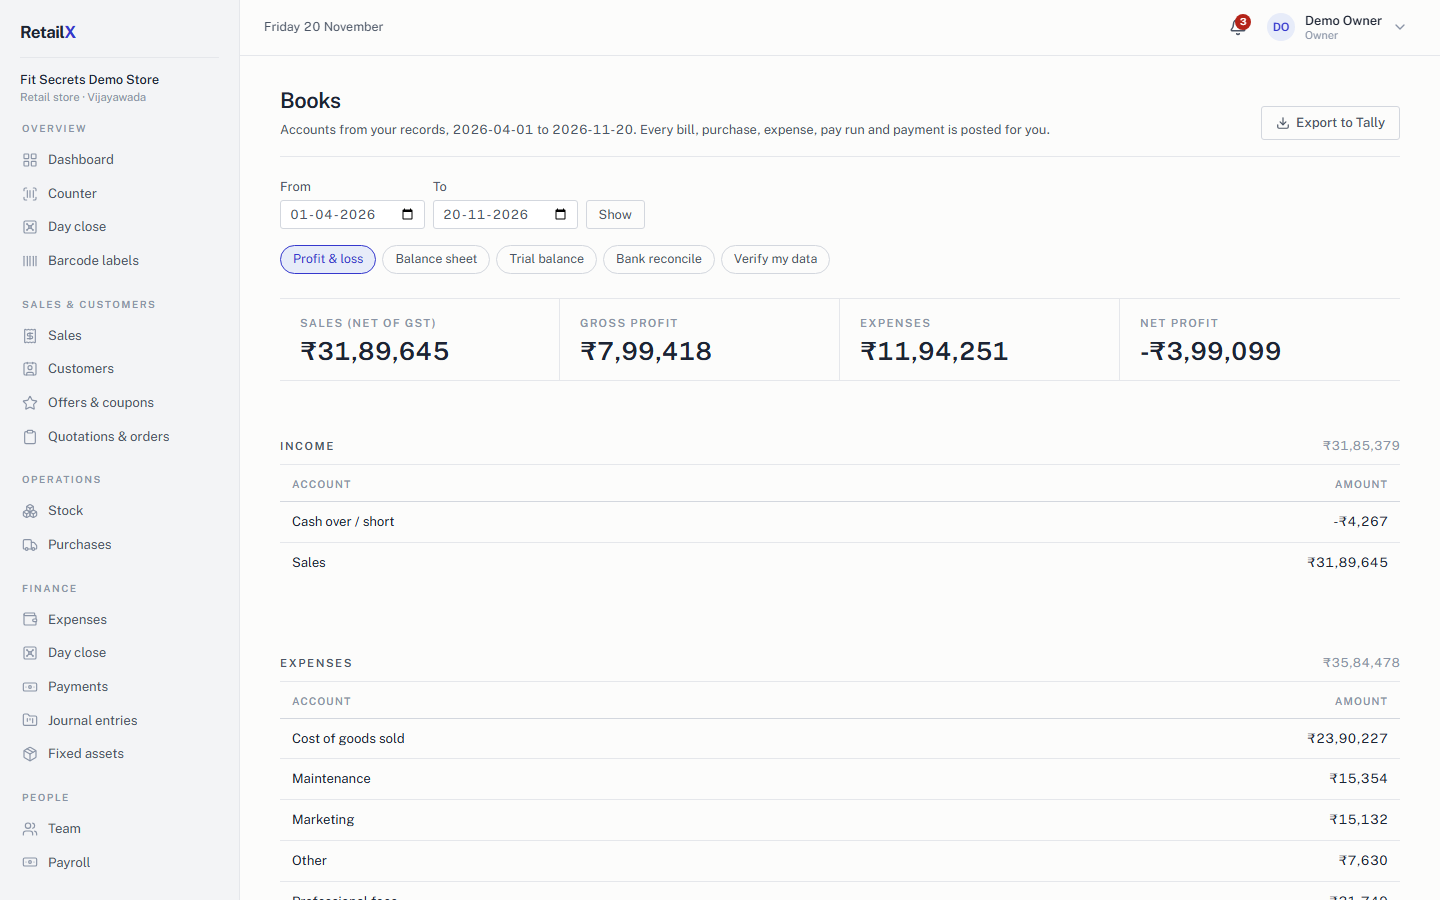 RetailX
Fit Secrets Demo Store
Retail store · Vijayawada
OVERVIEW
Dashboard
Counter
Day close
Barcode labels
SALES & CUSTOMERS
Sales
Customers
Offers & coupons
Quotations & orders
OPERATIONS
Stock
Purchases
FINANCE
Expenses
Day close
Payments
Journal entries
Fixed assets
PEOPLE
Team
Payroll
Friday 20 November
3
DO
Demo Owner
Owner
Books
Accounts from your records, 2026-04-01 to 2026-11-20. Every bill, purchase, expense, pay run and payment is posted for you.
Export to Tally
From To
01-04-2026 20-11-2026 Show
Profit & loss Balance sheet Trial balance Bank reconcile Verify my data
SALES (NET OF GST) GROSS PROFIT EXPENSES NET PROFIT
₹31,89,645 ₹7,99,418 ₹11,94,251 -₹3,99,099
INCOME ₹31,85,379
ACCOUNT AMOUNT
Cash over / short -₹4,267
Sales ₹31,89,645
EXPENSES ₹35,84,478
ACCOUNT AMOUNT
Cost of goods sold ₹23,90,227
Maintenance ₹15,354
Marketing ₹15,132
Other ₹7,630